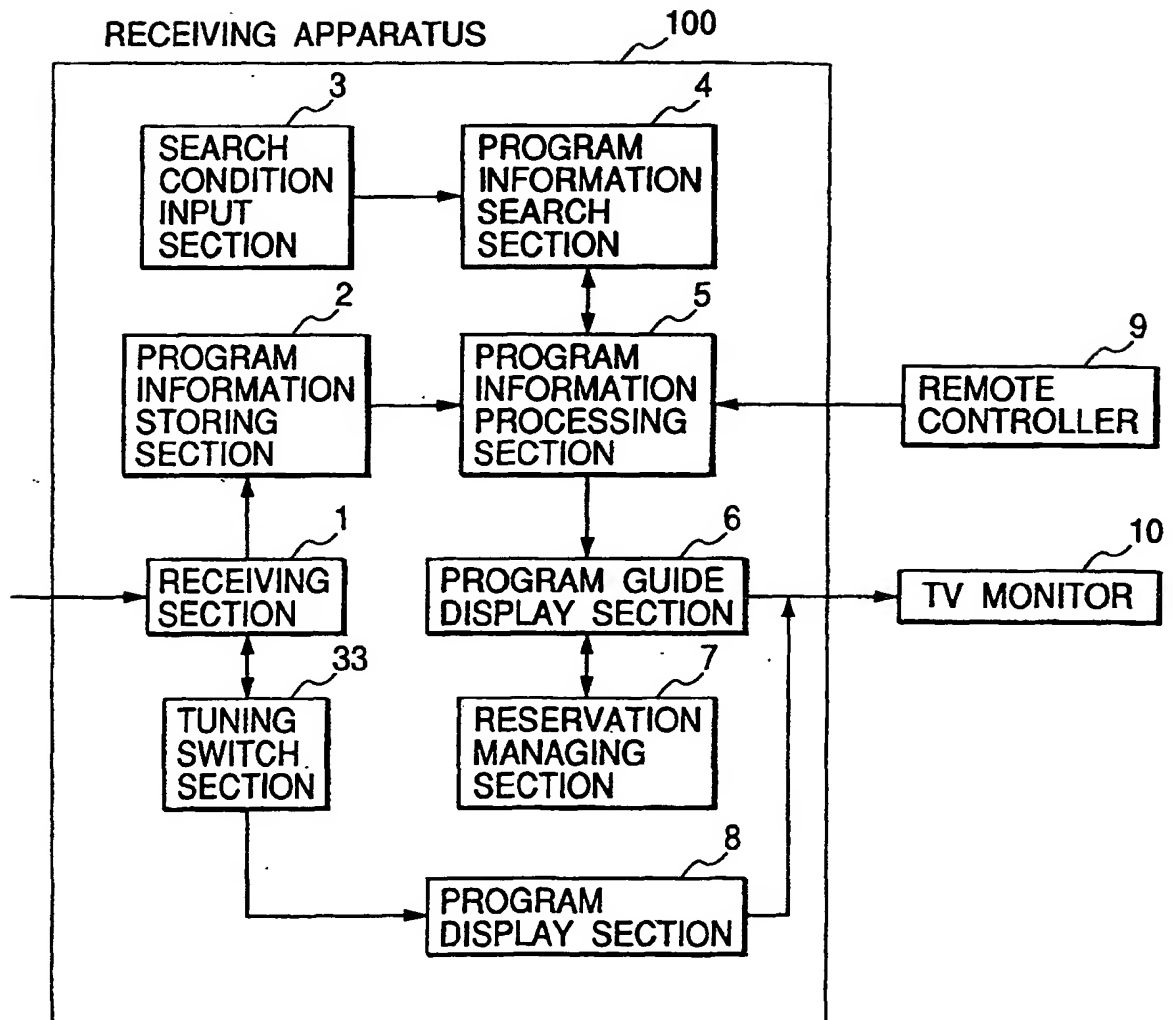 RECEIVING APPARATUS
100
3
SEARCH
CONDITION
INPUT
SECTION
4
PROGRAM
INFORMATION
SEARCH
SECTION
2
PROGRAM
INFORMATION
STORING
SECTION
5
PROGRAM
INFORMATION
PROCESSING
SECTION
9
REMOTE
CONTROLLER
1
RECEIVING
SECTION
6
PROGRAM GUIDE
DISPLAY SECTION
10
TV MONITOR
33
TUNING
SWITCH
SECTION
7
RESERVATION
MANAGING
SECTION
8
PROGRAM
DISPLAY SECTION